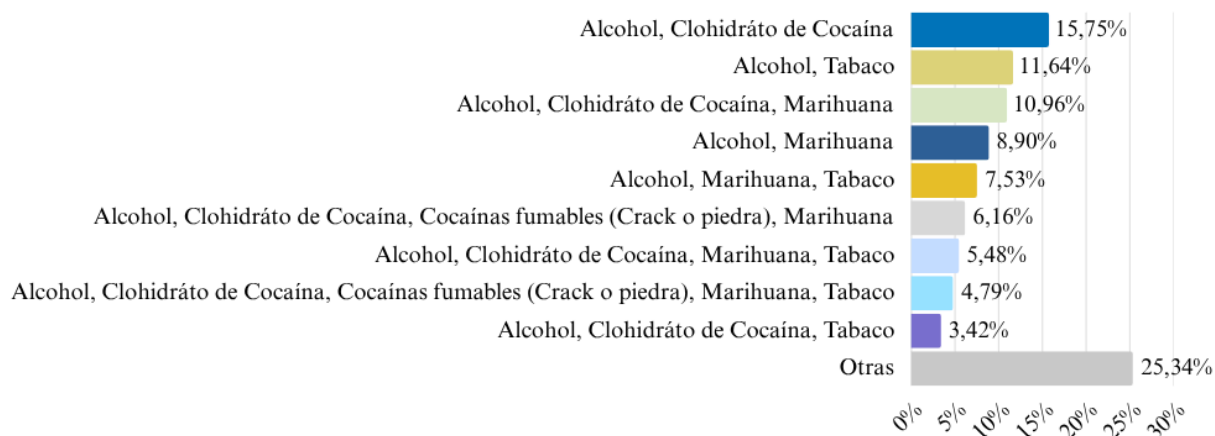 Alcohol, Clohidráto de Cocaína 15,75%
Alcohol, Tabaco 11,64%
Alcohol, Clohidráto de Cocaína, Marihuana 10,96%
Alcohol, Marihuana 8,90%
Alcohol, Marihuana, Tabaco 7,53%
Alcohol, Clohidráto de Cocaína, Cocaínas fumables (Crack o piedra), Marihuana 6,16%
Alcohol, Clohidráto de Cocaína, Marihuana, Tabaco 5,48%
Alcohol, Clohidráto de Cocaína, Cocaínas fumables (Crack o piedra), Marihuana, Tabaco 4,79%
Alcohol, Clohidráto de Cocaína, Tabaco 3,42%
Otras 25,34%
0% 5% 10% 15% 20% 25% 30%